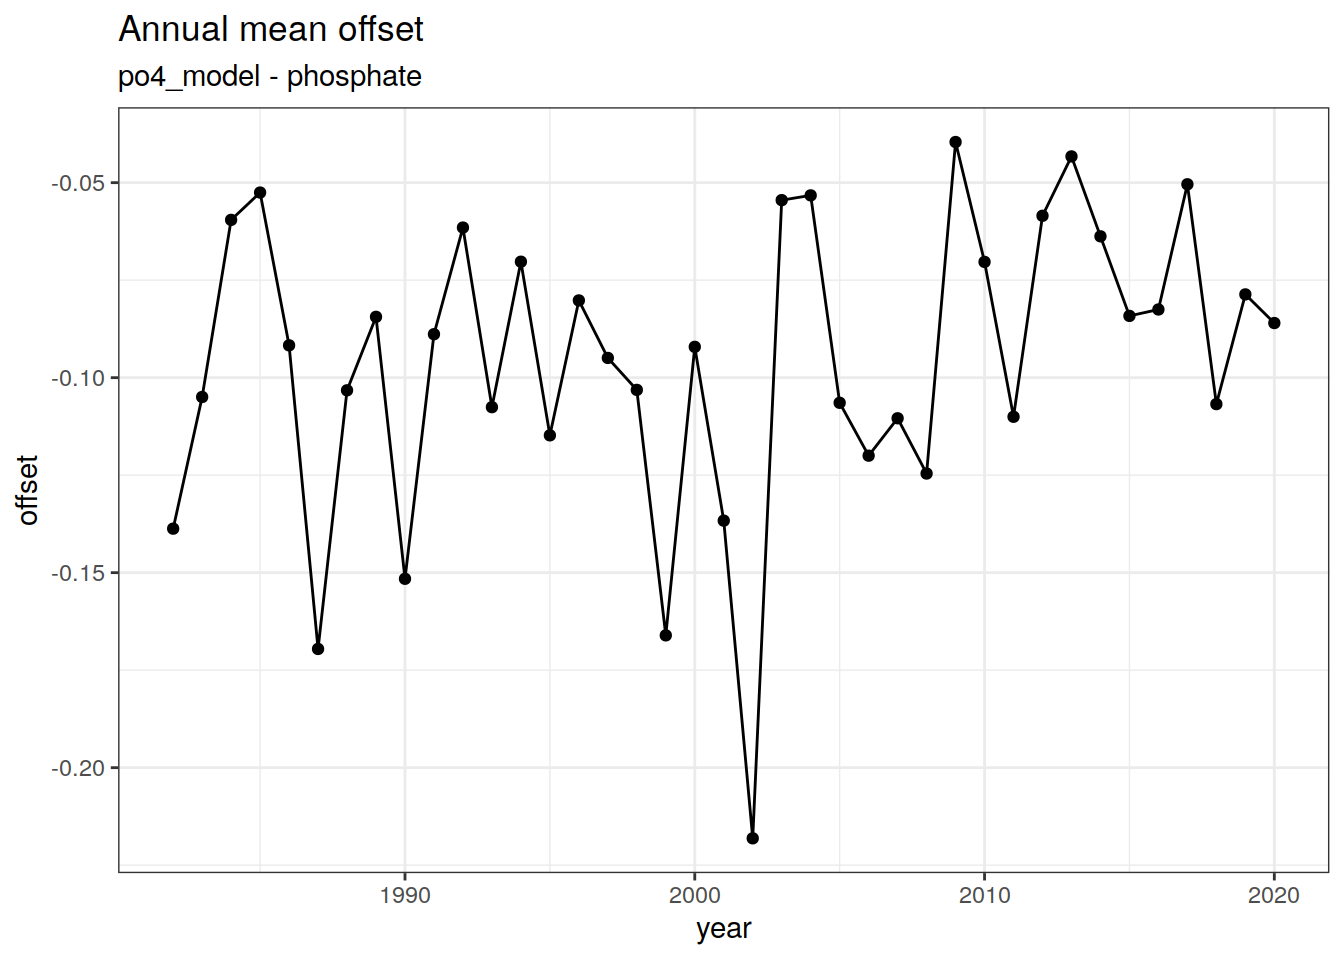 Annual mean offset
po4_model - phosphate
-0.05
-0.10
-0.15
-0.20
offset
1990
2000
2010
2020
year